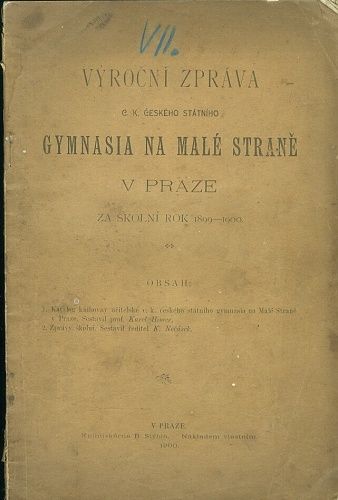 VII.
VÝROČNÍ ZPRÁVA
C. K. ČESKÉHO STÁTNÍHO
GYMNASIA NA MALÉ STRANĚ
V PRAZE
ZA ŠKOLNÍ ROK 1899—1900.
OBSAH:
1. Katalog knihovny učitelské c. k. českého státního gymnasia na Malé Straně
v Praze. Sestavil prof. Karel
2. Zprávy školní. Sestavil ředitel K. Nečásek.
V PRAZE.
Knihtiskárna B. Stýbla. Nákladem vlastním.
1900.